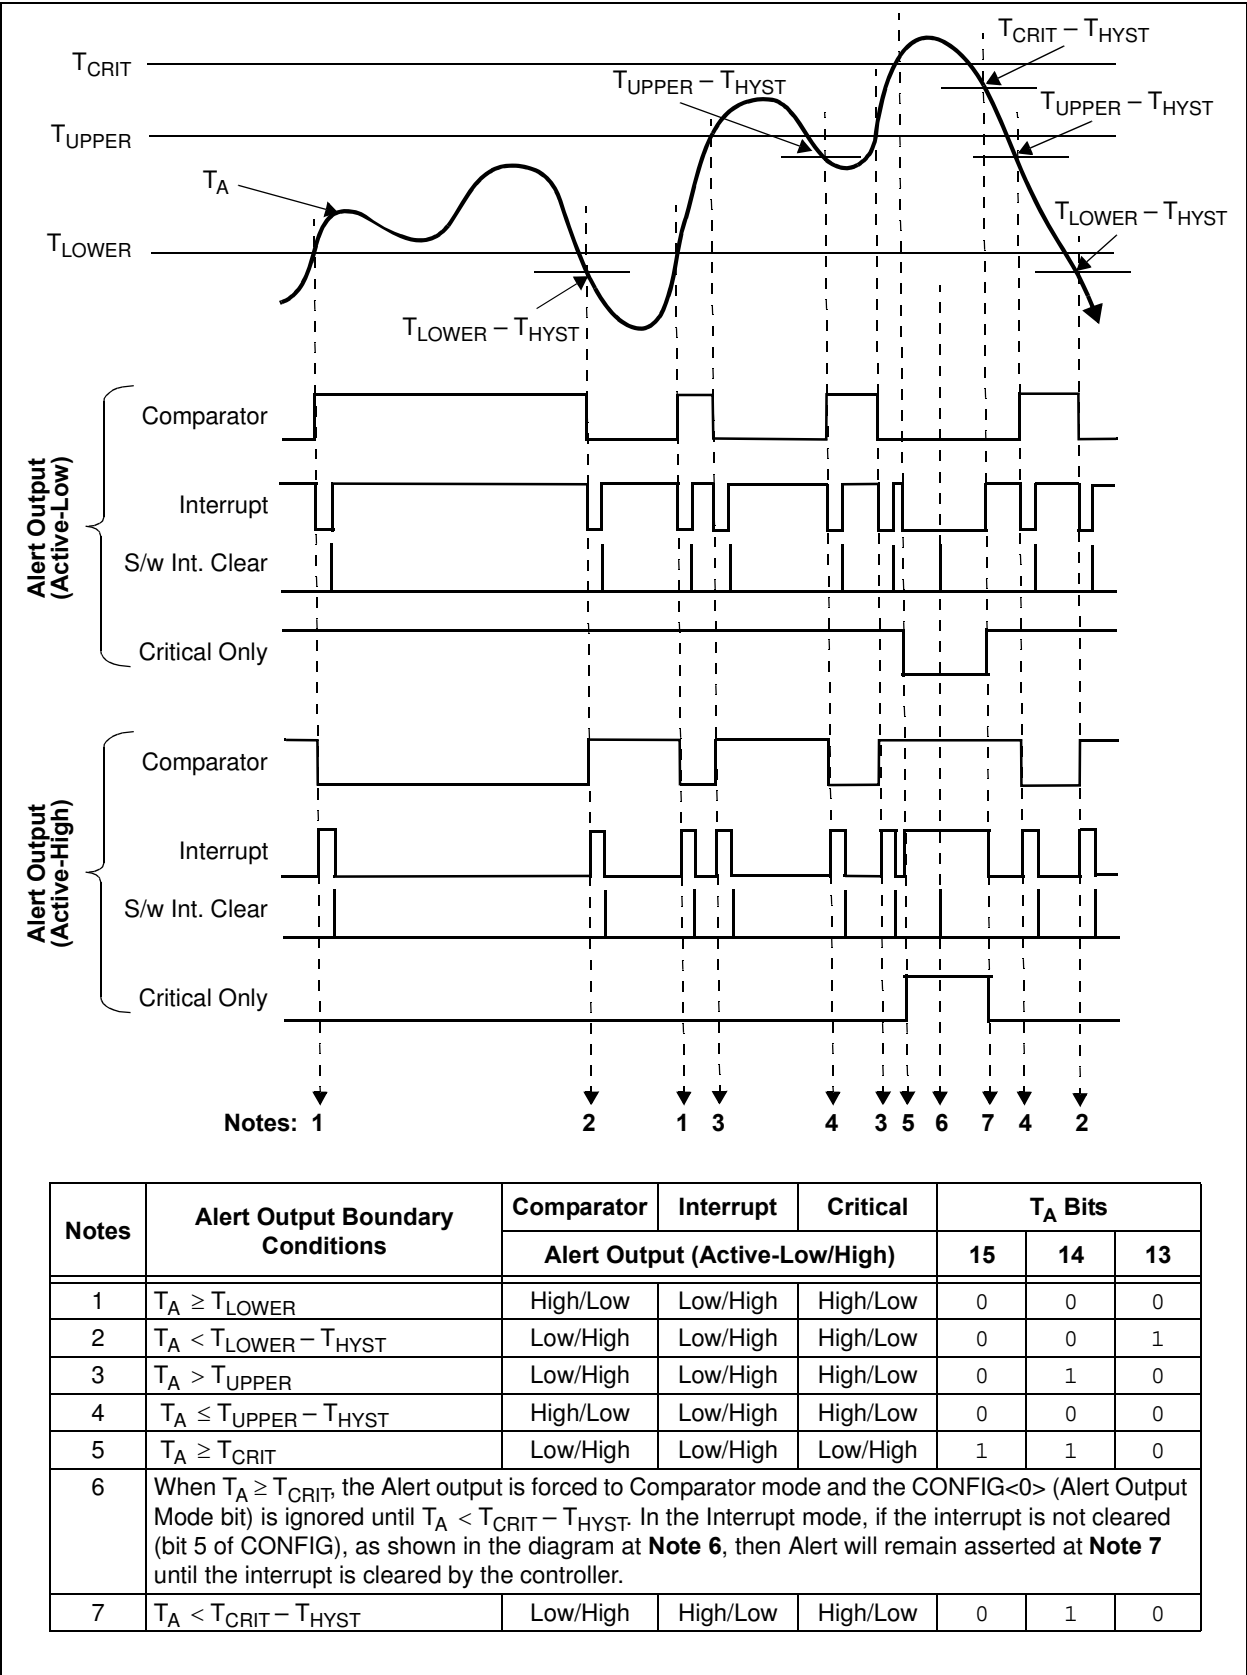 T_CRIT
T_UPPER
T_A
T_LOWER
T_LOWER – T_HYST
T_UPPER – T_HYST
T_CRIT – T_HYST
T_UPPER – T_HYST
T_LOWER – T_HYST
Alert Output
(Active-Low)
Comparator
Interrupt
S/w Int. Clear
Critical Only
Alert Output
(Active-High)
Comparator
Interrupt
S/w Int. Clear
Critical Only
Notes: 1 2 1 3 4 3 5 6 7 4 2
Notes | Alert Output Boundary Conditions | Comparator | Interrupt | Critical | T_A Bits
Alert Output (Active-Low/High) | 15 | 14 | 13
1 | T_A ≥ T_LOWER | High/Low | Low/High | High/Low | 0 | 0 | 0
2 | T_A < T_LOWER – T_HYST | Low/High | Low/High | High/Low | 0 | 0 | 1
3 | T_A > T_UPPER | Low/High | Low/High | High/Low | 0 | 1 | 0
4 | T_A ≤ T_UPPER – T_HYST | High/Low | Low/High | High/Low | 0 | 0 | 0
5 | T_A ≥ T_CRIT | Low/High | Low/High | Low/High | 1 | 1 | 0
6 | When T_A ≥ T_CRIT, the Alert output is forced to Comparator mode and the CONFIG<0> (Alert Output
Mode bit) is ignored until T_A < T_CRIT – T_HYST. In the Interrupt mode, if the interrupt is not cleared
(bit 5 of CONFIG), as shown in the diagram at Note 6, then Alert will remain asserted at Note 7
until the interrupt is cleared by the controller.
7 | T_A < T_CRIT – T_HYST | Low/High | High/Low | High/Low | 0 | 1 | 0